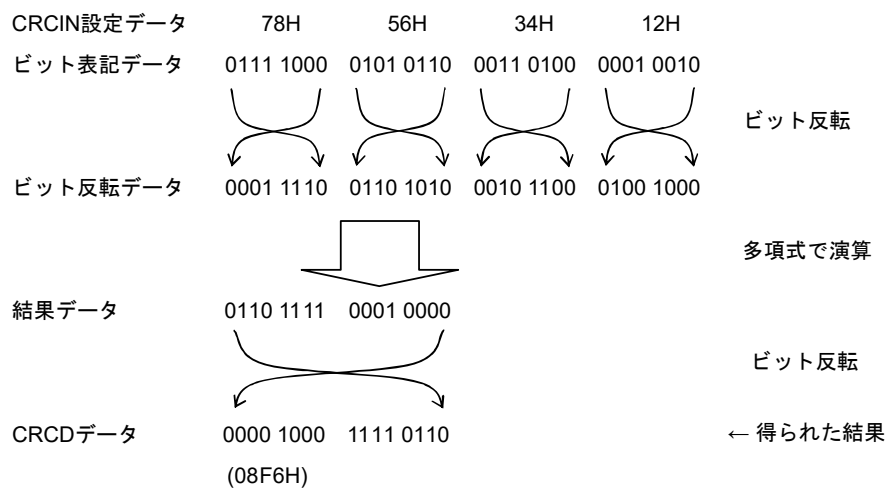 CRCIN設定データ 78H 56H 34H 12H
ビット表記データ 0111 1000 0101 0110 0011 0100 0001 0010
ビット反転
ビット反転データ 0001 1110 0110 1010 0010 1100 0100 1000
多項式で演算
結果データ 0110 1111 0001 0000
ビット反転
CRCDデータ 0000 1000 1111 0110 ← 得られた結果
(08F6H)